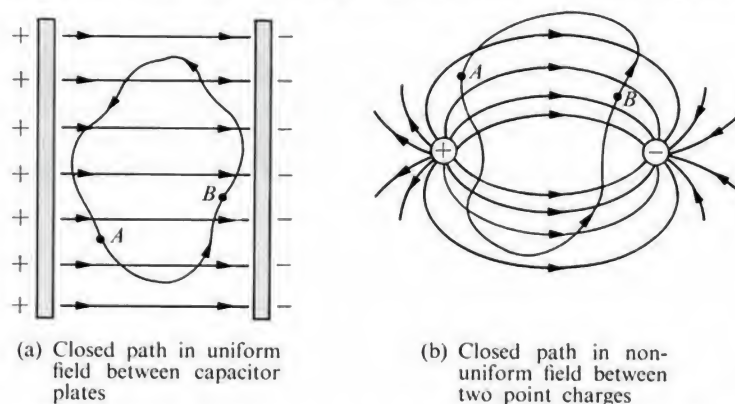 A
B
A
B
(a) Closed path in uniform
field between capacitor
plates
(b) Closed path in non-
uniform field between
two point charges